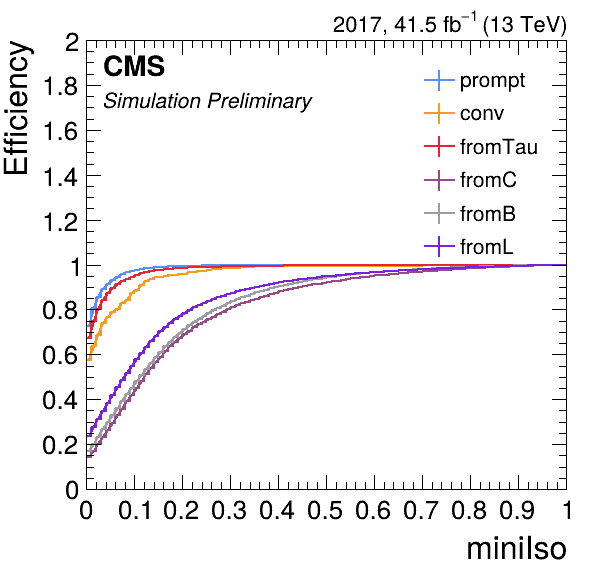 2017, 41.5 fb⁻¹ (13 TeV)
CMS
Simulation Preliminary
prompt
conv
fromTau
fromC
fromB
fromL
Efficiency
2
1.8
1.6
1.4
1.2
1
0.8
0.6
0.4
0.2
0
0 0.1 0.2 0.3 0.4 0.5 0.6 0.7 0.8 0.9 1
miniIso